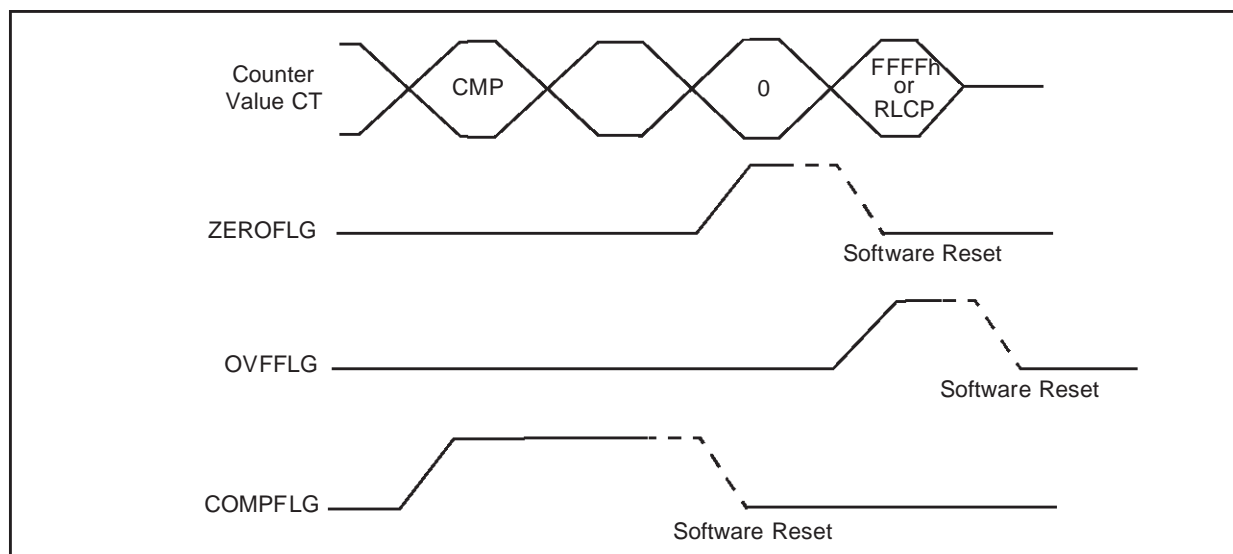 Counter
Value CT
CMP
0
FFFFh
or
RLCP
ZEROFLG
Software Reset
OVFFLG
Software Reset
COMPFLG
Software Reset